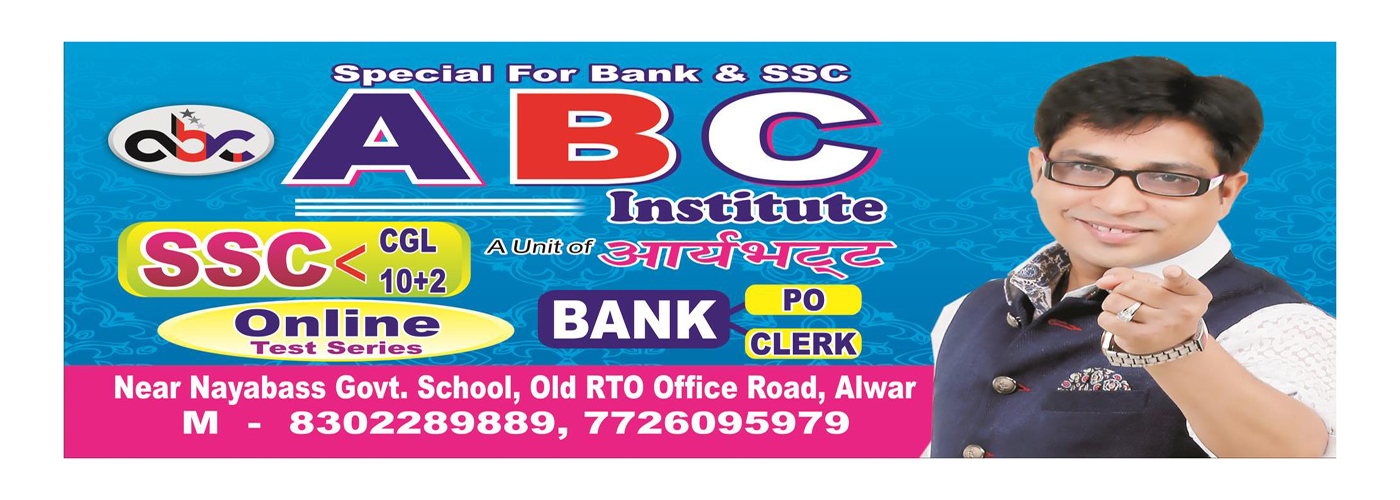 Special For Bank & SSC
abc
ABC
Institute
A Unit of आर्यभट्ट
SSC < CGL
10+2
Online
Test Series
BANK
PO
CLERK
Near Nayabass Govt. School, Old RTO Office Road, Alwar
M - 8302289889, 7726095979